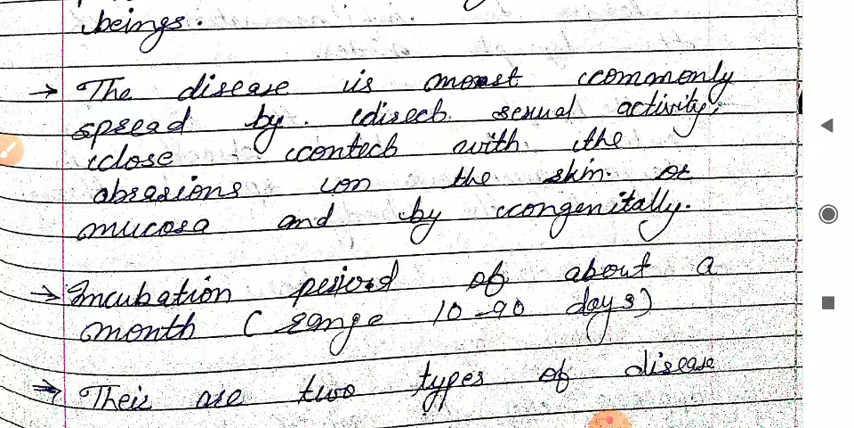 beings.
→ The disease is most commonly
spread by direct sexual activity,
close contech with the
abrasions on the skin or
mucosa and by congenitally.
→ Incubation period of about a
month (range 10-90 days)
→ Their are two types of disease